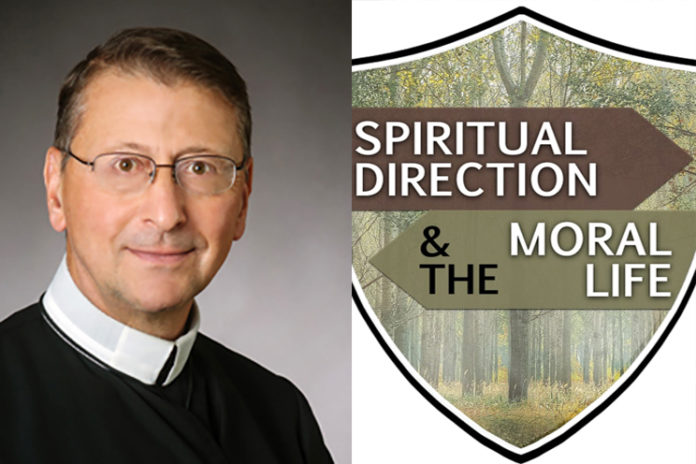 SPIRITUAL
DIRECTION
& MORAL
THE LIFE